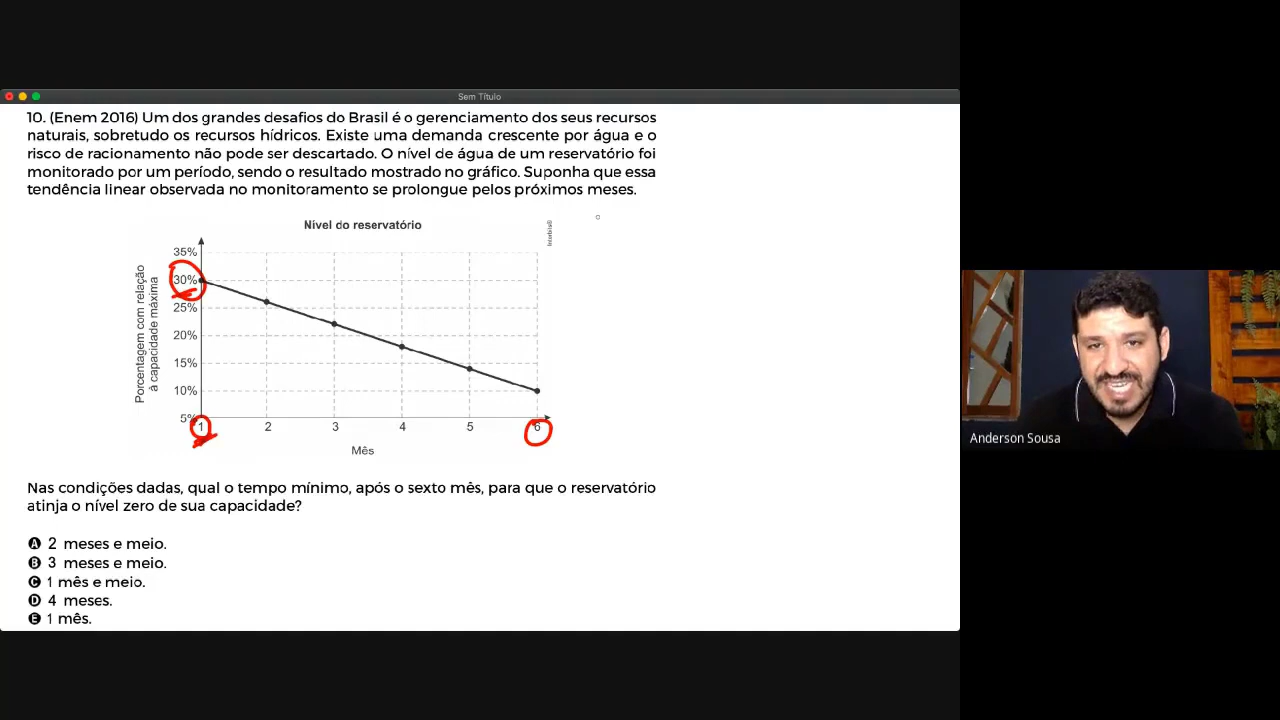 Sem Título
10. (Enem 2016) Um dos grandes desafios do Brasil é o gerenciamento dos seus recursos
naturais, sobretudo os recursos hídricos. Existe uma demanda crescente por água e o
risco de racionamento não pode ser descartado. O nível de água de um reservatório foi
monitorado por um período, sendo o resultado mostrado no gráfico. Suponha que essa
tendência linear observada no monitoramento se prolongue pelos próximos meses.
Nível do reservatório
Interbits®
Porcentagem com relação
à capacidade máxima
35%
30%
25%
20%
15%
10%
5%
1 2 3 4 5 6
Mês
Nas condições dadas, qual o tempo mínimo, após o sexto mês, para que o reservatório
atinja o nível zero de sua capacidade?
A 2 meses e meio.
B 3 meses e meio.
C 1 mês e meio.
D 4 meses.
E 1 mês.
Anderson Sousa